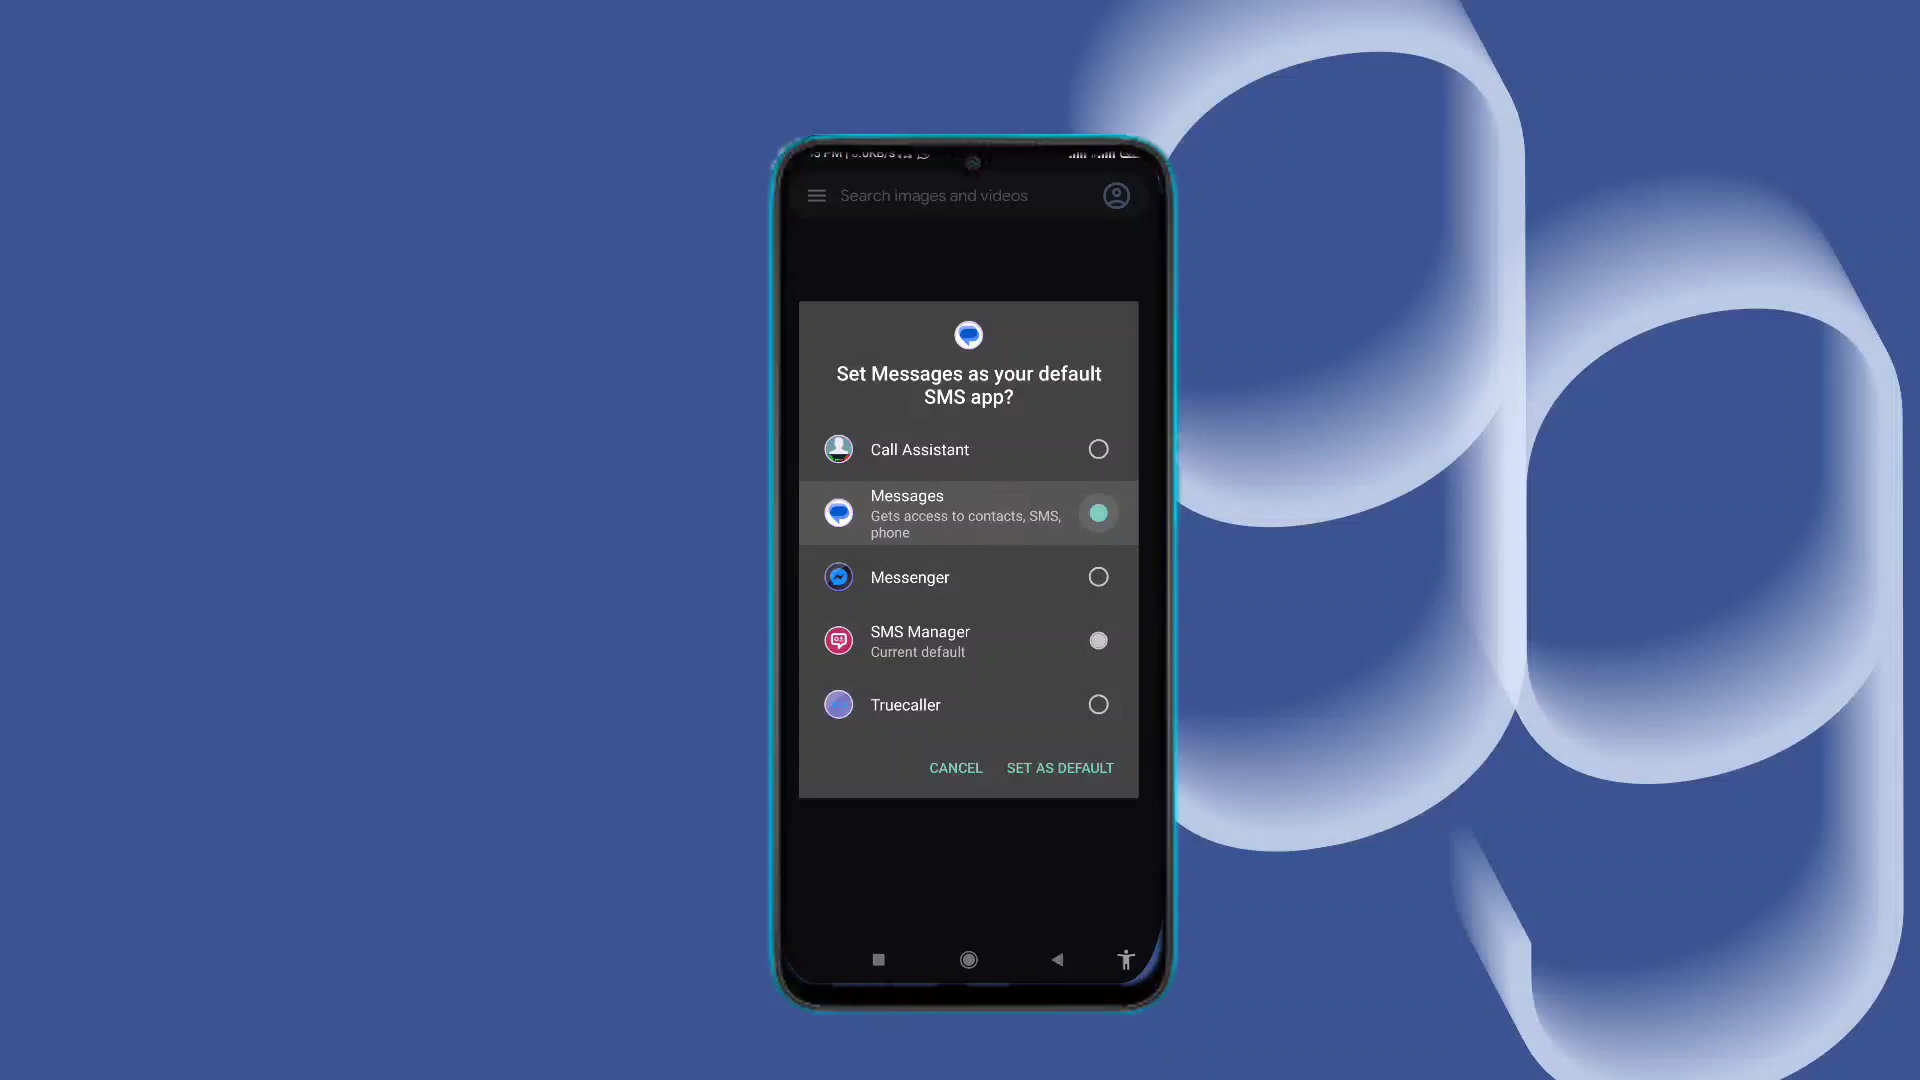 Search images and videos
Set Messages as your default
SMS app?
Call Assistant
Messages
Gets access to contacts, SMS,
phone
Messenger
SMS Manager
Current default
Truecaller
CANCEL SET AS DEFAULT